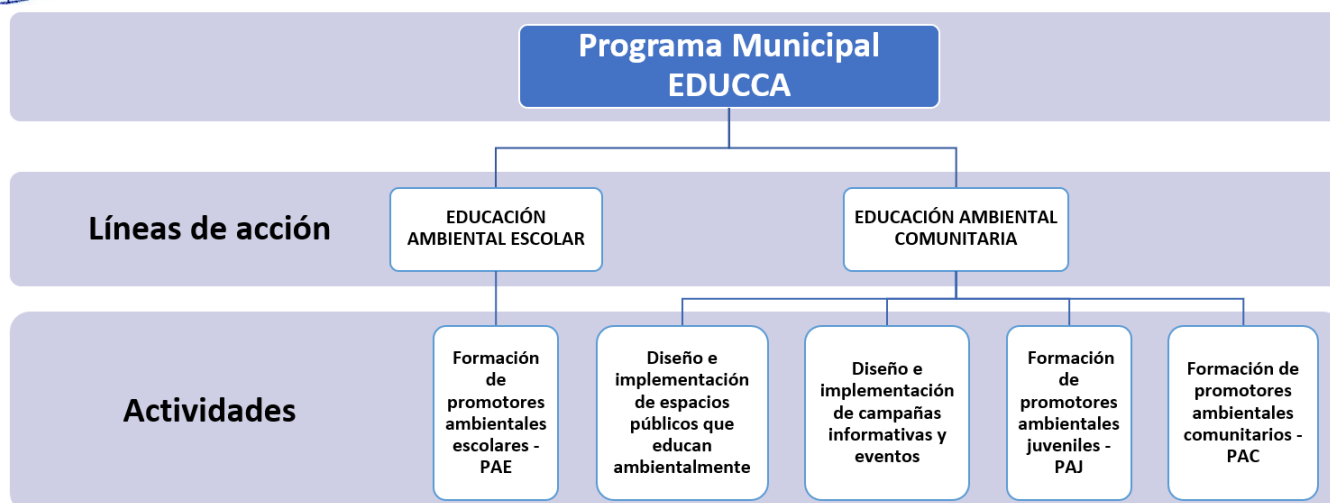 Programa Municipal
EDUCCA
Líneas de acción
EDUCACIÓN
AMBIENTAL ESCOLAR
EDUCACIÓN AMBIENTAL
COMUNITARIA
Actividades
Formación
de
promotores
ambientales
escolares -
PAE
Diseño e
implementación
de espacios
públicos que
educan
ambientalmente
Diseño e
implementación
de campañas
informativas y
eventos
Formación
de
promotores
ambientales
juveniles -
PAJ
Formación de
promotores
ambientales
comunitarios -
PAC